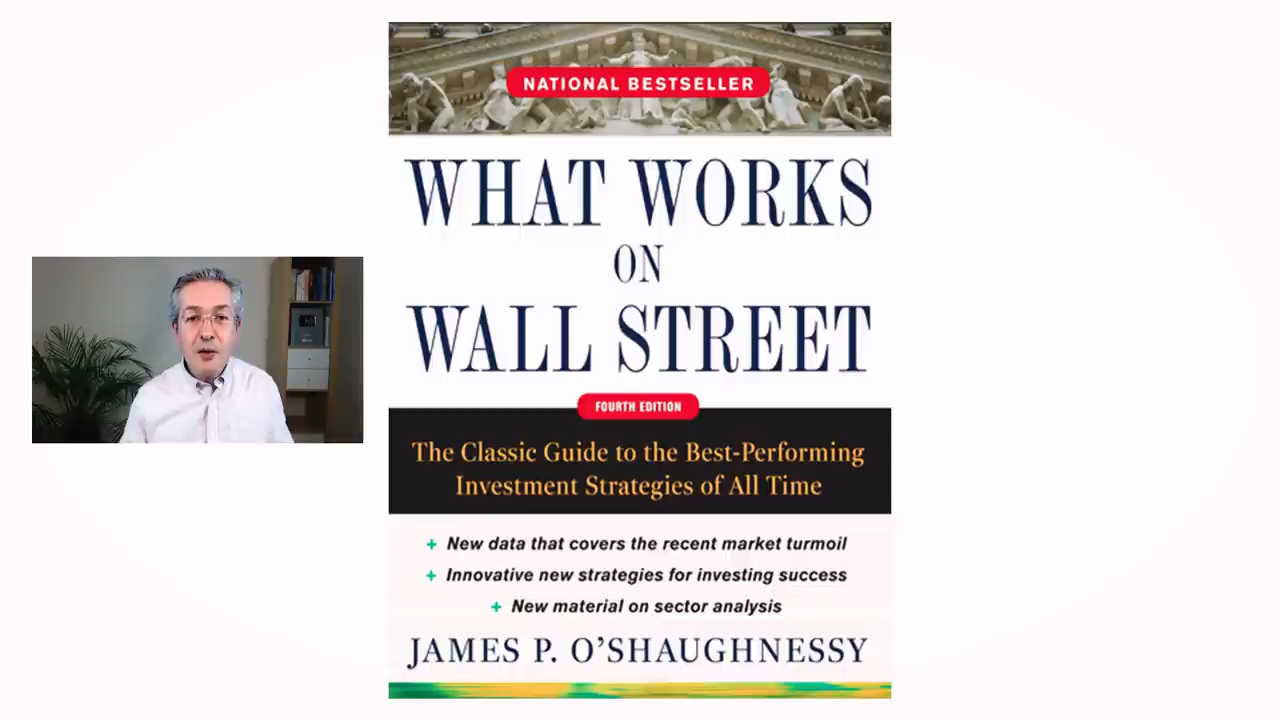 NATIONAL BESTSELLER
WHAT WORKS
ON
WALL STREET
FOURTH EDITION
The Classic Guide to the Best-Performing
Investment Strategies of All Time
+ New data that covers the recent market turmoil
+ Innovative new strategies for investing success
+ New material on sector analysis
JAMES P. O'SHAUGHNESSY